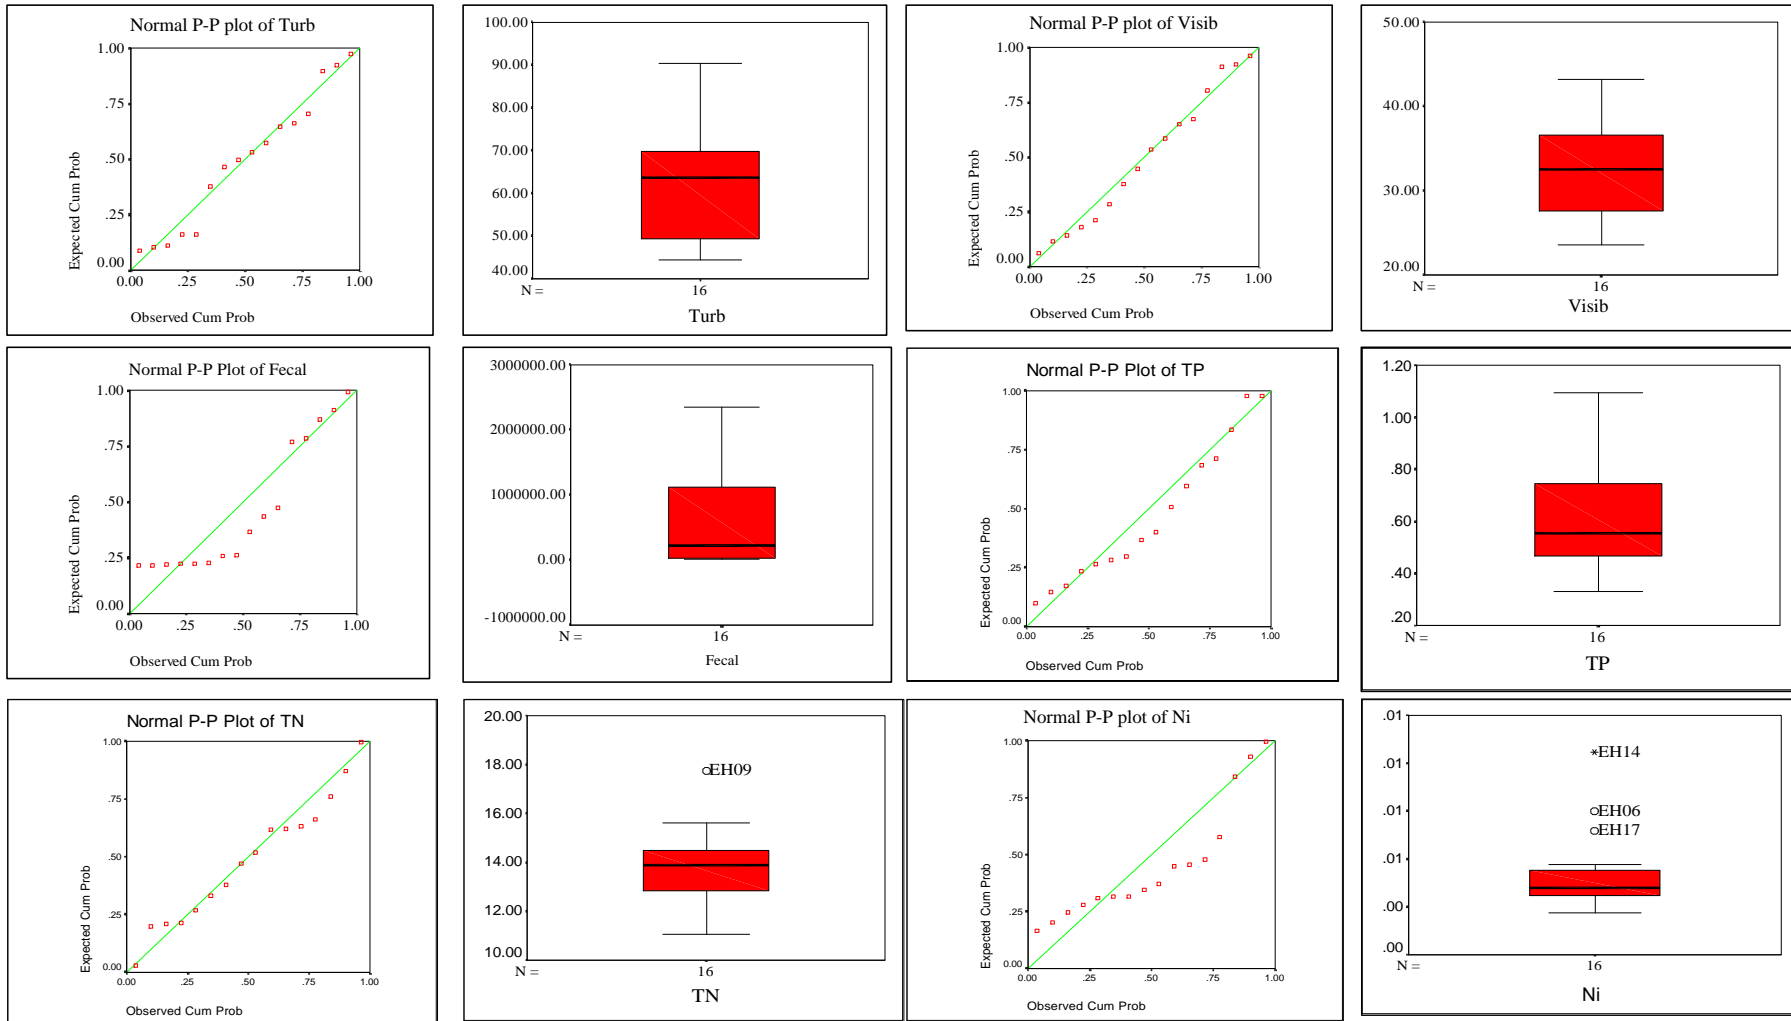 Normal P-P plot of Turb
1.00
.75
.50
.25
0.00
0.00 .25 .50 .75 1.00
Expected Cum Prob
Observed Cum Prob
100.00
90.00
80.00
70.00
60.00
50.00
40.00
N = 16
Turb
Normal P-P plot of Visib
1.00
.75
.50
.25
0.00
0.00 .25 .50 .75 1.00
Expected Cum Prob
Observed Cum Prob
50.00
40.00
30.00
20.00
N = 16
Visib
Normal P-P Plot of Fecal
1.00
.75
.50
.25
0.00
0.00 .25 .50 .75 1.00
Expected Cum Prob
Observed Cum Prob
3000000.00
2000000.00
1000000.00
0.00
-1000000.00
N = 16
Fecal
Normal P-P Plot of TP
1.00
.75
.50
.25
0.00
0.00 .25 .50 .75 1.00
Expected Cum Prob
Observed Cum Prob
1.20
1.00
.80
.60
.40
.20
N = 16
TP
Normal P-P Plot of TN
1.00
.75
.50
.25
0.00
0.00 .25 .50 .75 1.00
Expected Cum Prob
Observed Cum Prob
20.00
18.00
16.00
14.00
12.00
10.00
EH09
N = 16
TN
Normal P-P plot of Ni
1.00
.75
.50
.25
0.00
0.00 .25 .50 .75 1.00
Expected Cum Prob
Observed Cum Prob
.01
.01
.01
.01
.00
.00
EH14
EH06
EH17
N = 16
Ni